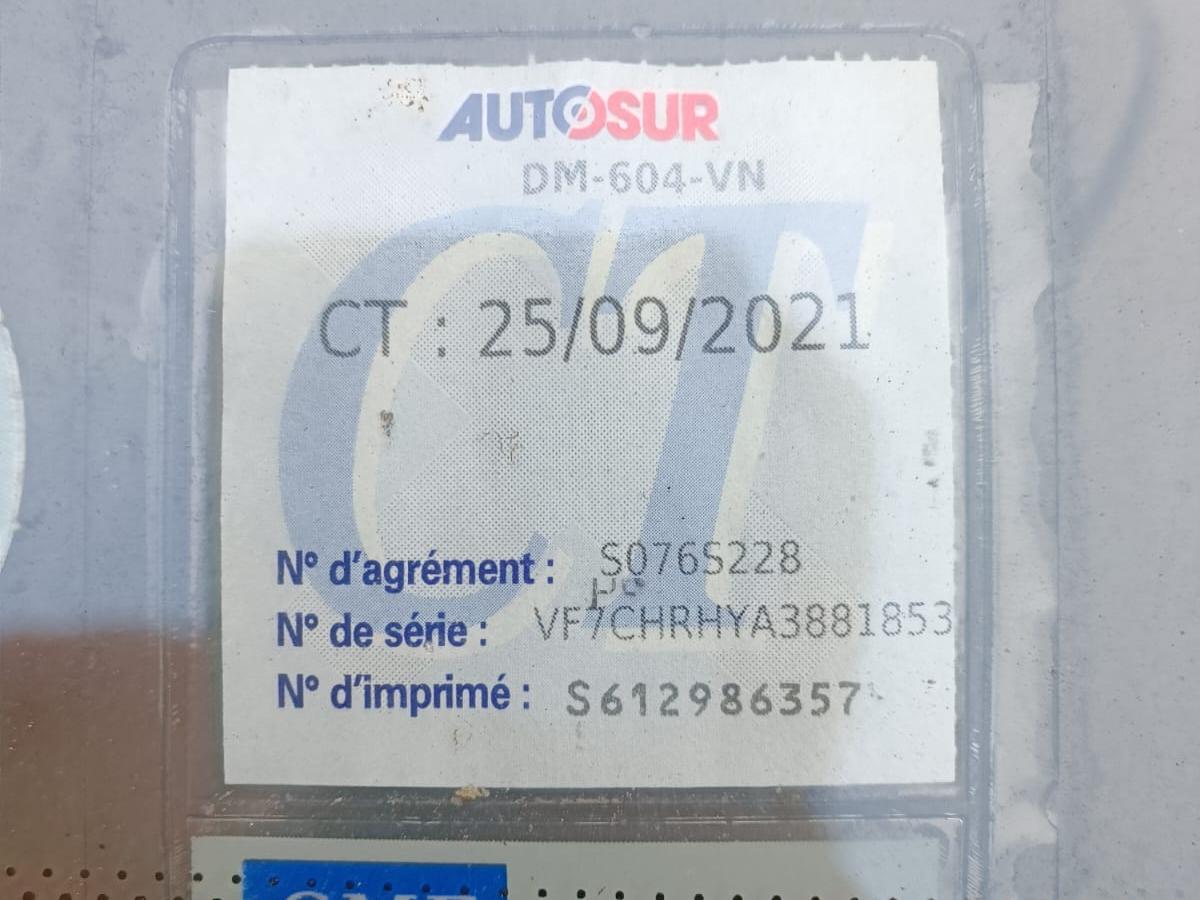 AUTOSUR
DM-604-VN
CT : 25/09/2021
N° d'agrément : S076S228
N° de série : VF7CHRHYA3881853
N° d'imprimé : S612986357